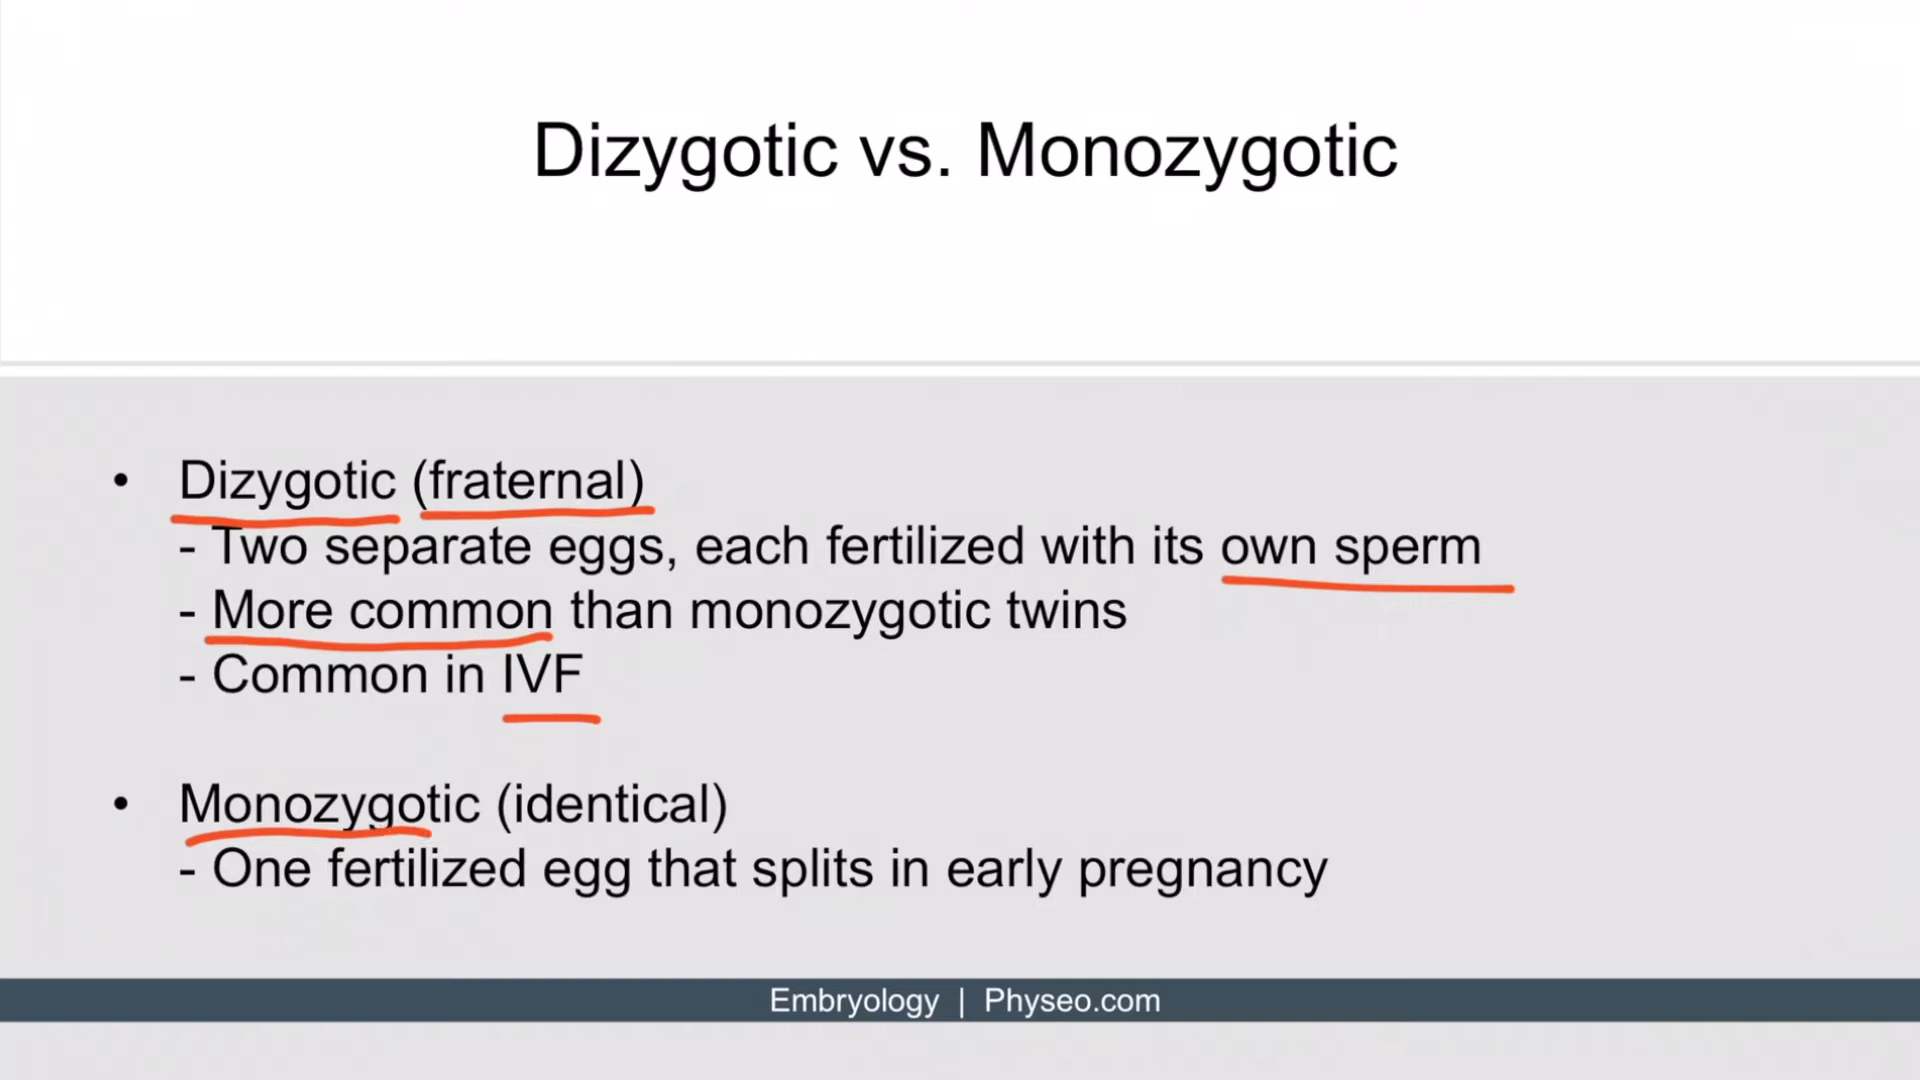 Dizygotic vs. Monozygotic
• Dizygotic (fraternal)
- Two separate eggs, each fertilized with its own sperm
- More common than monozygotic twins
- Common in IVF
• Monozygotic (identical)
- One fertilized egg that splits in early pregnancy
Embryology | Physeo.com